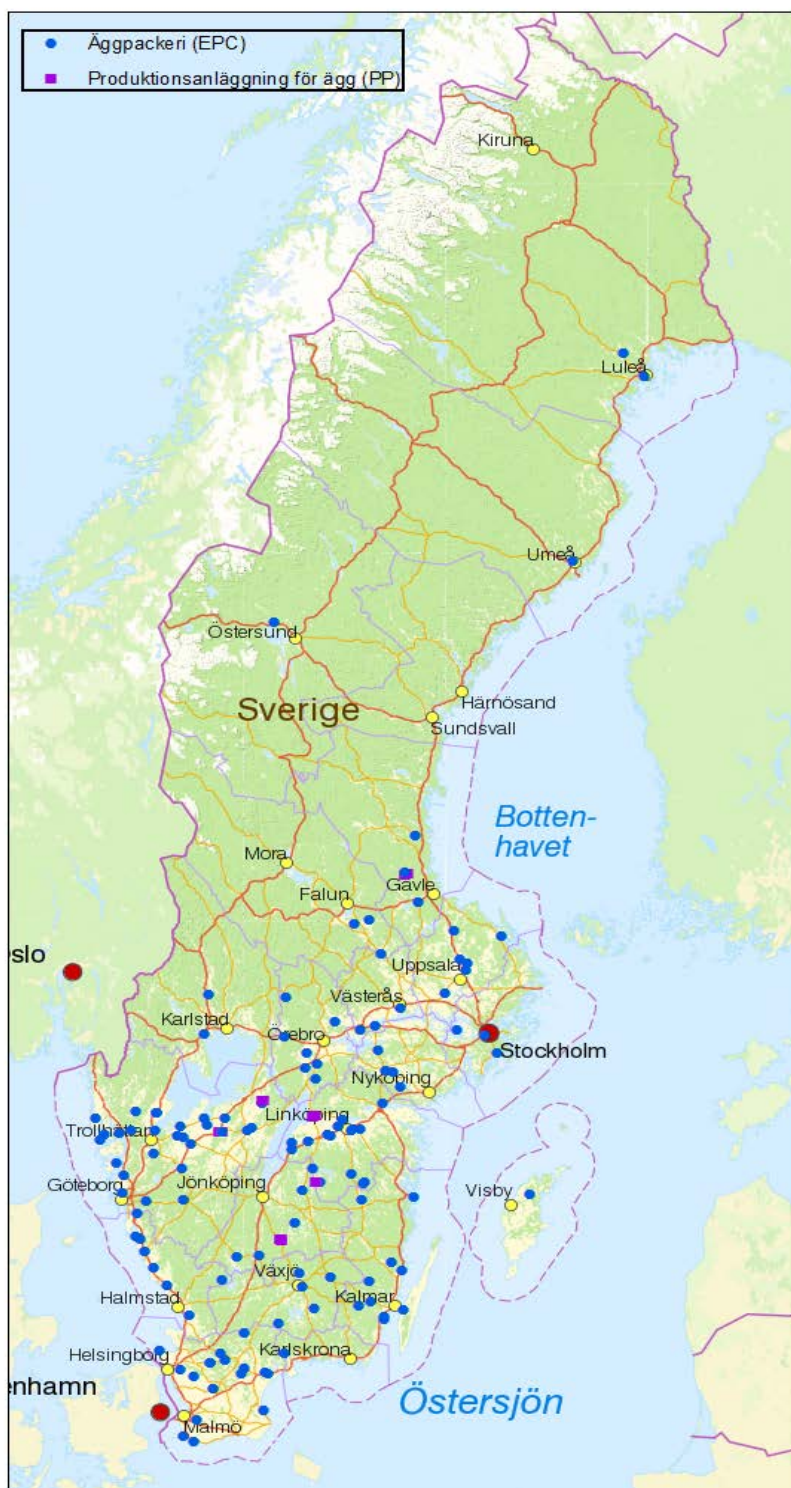 Äggpackeri (EPC)
Produktionsanläggning för ägg (PP)
Kiruna
Luleå
Umeå
Östersund
Härnösand
Sverige
Sundsvall
Botten-
havet
Mora
Falun
Gävle
eslo
Uppsala
Västerås
Karlstad
Örebro
Stockholm
Nyköping
Linköping
Trollhättan
Göteborg
Jönköping
Visby
Växjö
Halmstad
Kalmar
Helsingborg
Karlskrona
enhamn
Östersjön
Malmö